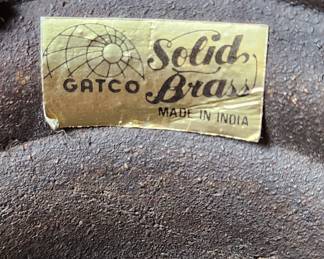 GATCO
Solid
Brass
MADE IN INDIA